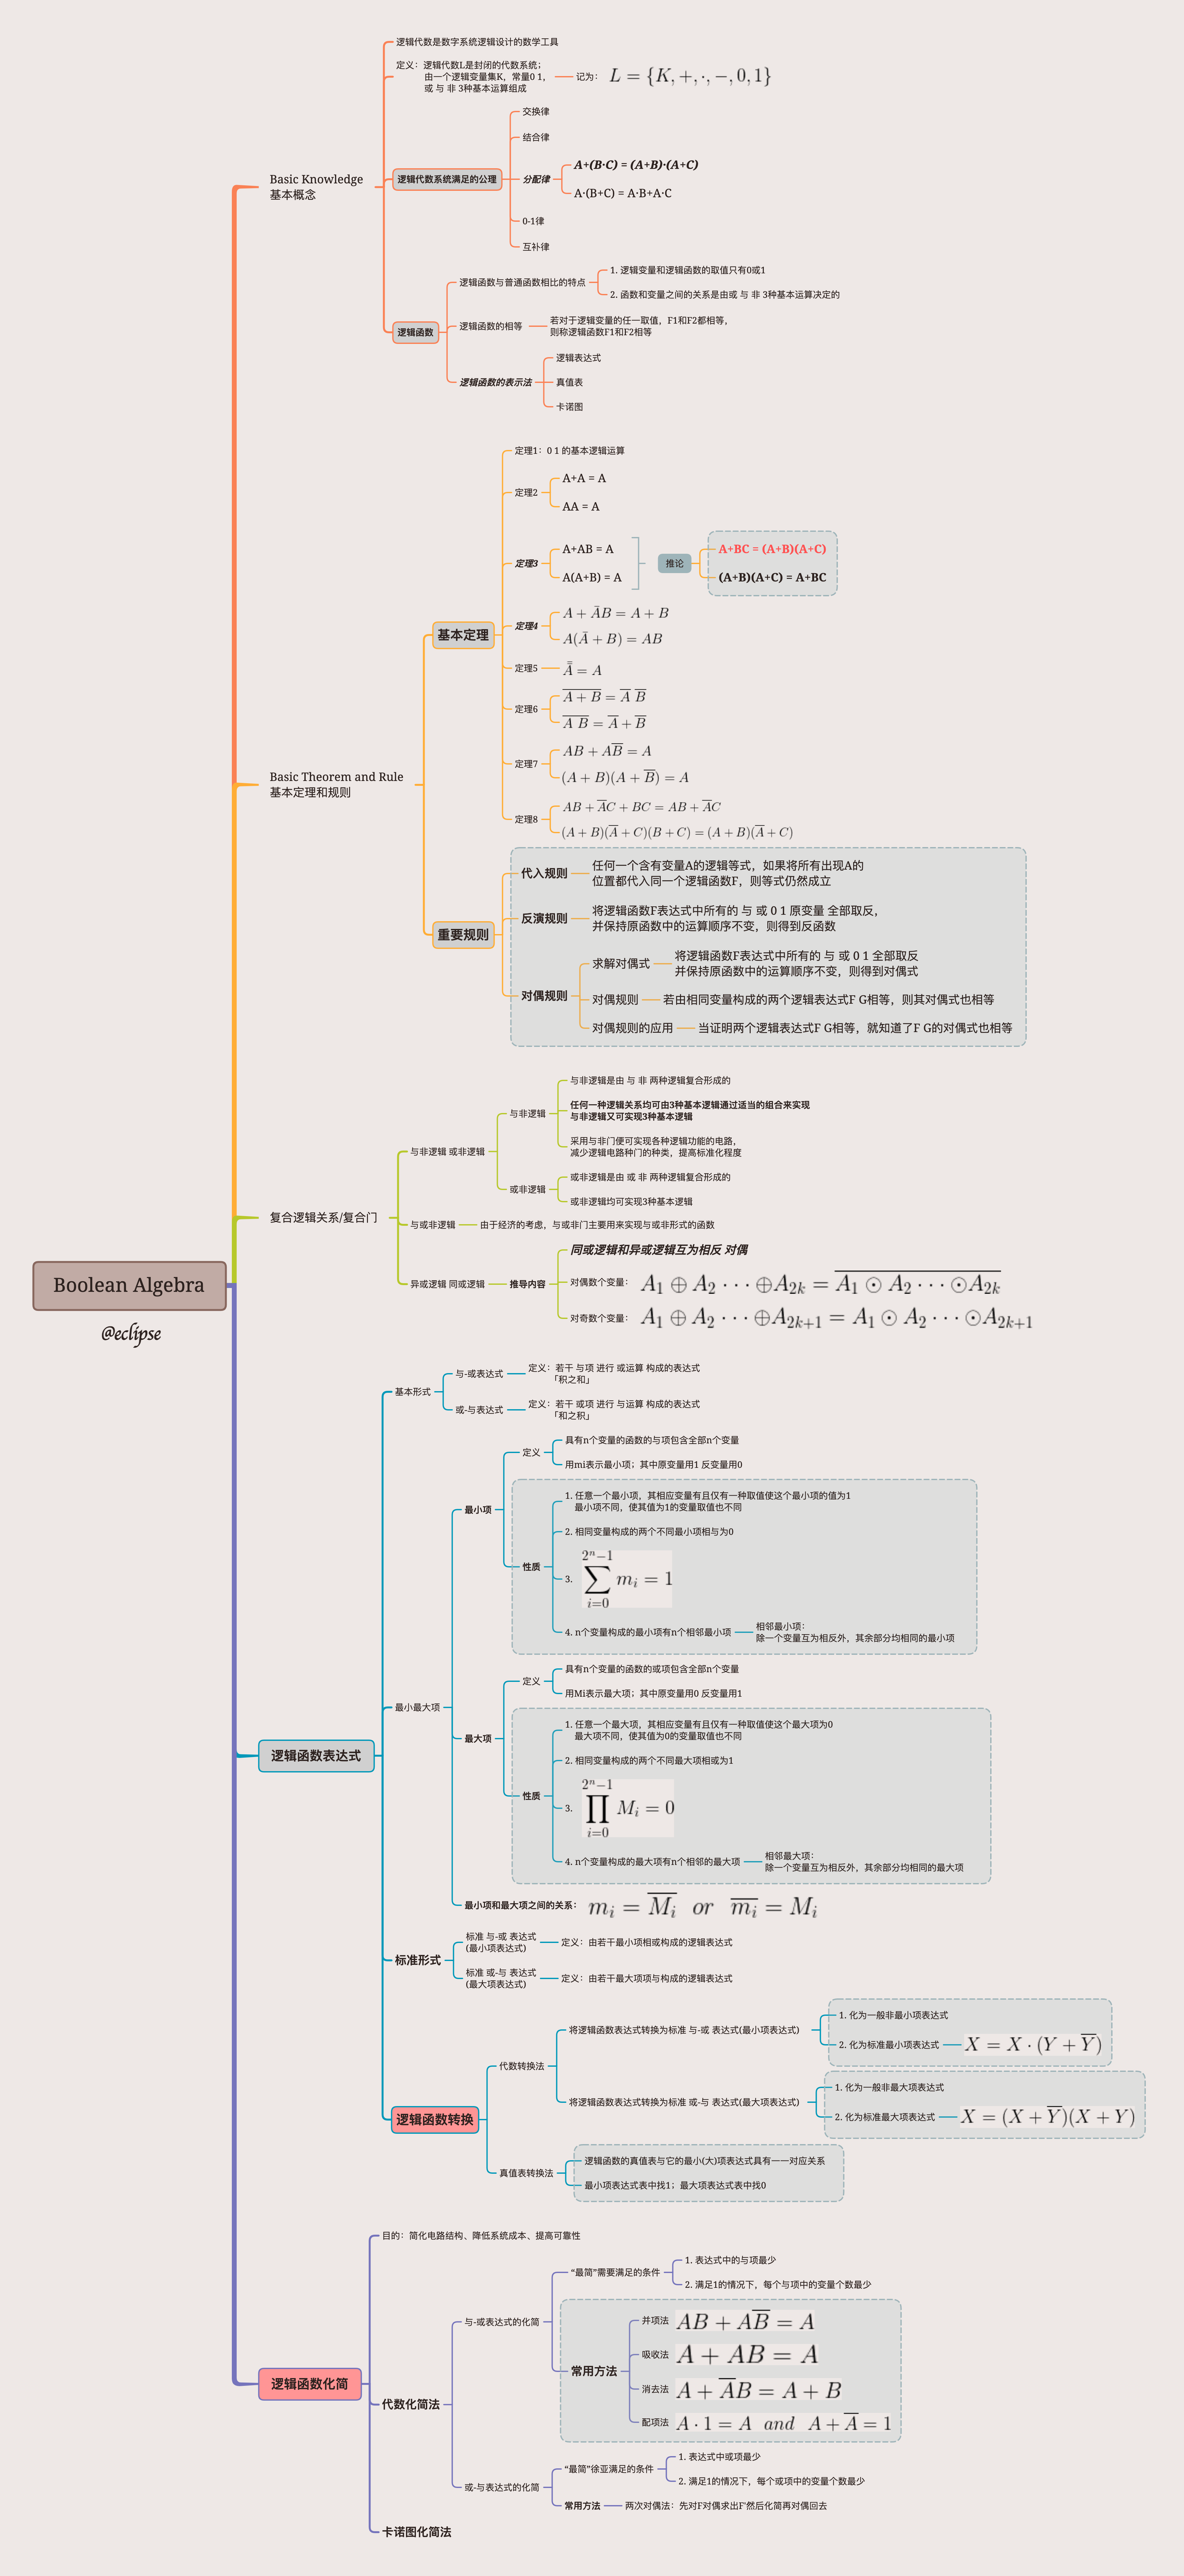 逻辑代数是数字系统逻辑设计的数学工具
定义：逻辑代数L是封闭的代数系统；
由一个逻辑变量集K，常量0 1，
或 与 非 3种基本运算组成
记为：
L = {K, +, ·, −, 0, 1}
Basic Knowledge
基本概念
逻辑代数系统满足的公理
交换律
结合律
分配律
A+(B·C) = (A+B)·(A+C)
A·(B+C) = A·B+A·C
0-1律
互补律
逻辑函数
逻辑函数与普通函数相比的特点
1. 逻辑变量和逻辑函数的取值只有0或1
2. 函数和变量之间的关系是由或 与 非 3种基本运算决定的
逻辑函数的相等
若对于逻辑变量的任一取值，F1和F2都相等，
则称逻辑函数F1和F2相等
逻辑函数的表示法
逻辑表达式
真值表
卡诺图
Basic Theorem and Rule
基本定理和规则
基本定理
定理1：0 1 的基本逻辑运算
定理2
A+A = A
AA = A
定理3
A+AB = A
A(A+B) = A
推论
A+BC = (A+B)(A+C)
(A+B)(A+C) = A+BC
定理4
A + A̅B = A + B
A(A̅ + B) = AB
定理5
A̿ = A
定理6
\overline{A + B} = \overline{A} \overline{B}
\overline{A B} = \overline{A} + \overline{B}
定理7
AB + AB̅ = A
(A + B)(A + B̅) = A
定理8
AB + A̅C + BC = AB + A̅C
(A + B)(A̅ + C)(B + C) = (A + B)(A̅ + C)
重要规则
代入规则
任何一个含有变量A的逻辑等式，如果将所有出现A的
位置都代入同一个逻辑函数F，则等式仍然成立
反演规则
将逻辑函数F表达式中所有的 与 或 0 1 原变量 全部取反，
并保持原函数中的运算顺序不变，则得到反函数
对偶规则
求解对偶式
将逻辑函数F表达式中所有的 与 或 0 1 全部取反
并保持原函数中的运算顺序不变，则得到对偶式
对偶规则
若由相同变量构成的两个逻辑表达式F G相等，则其对偶式也相等
对偶规则的应用
当证明两个逻辑表达式F G相等，就知道了F G的对偶式也相等
复合逻辑关系/复合门
与非逻辑 或非逻辑
与非逻辑
与非逻辑是由 与 非 两种逻辑复合形成的
任何一种逻辑关系均可由3种基本逻辑通过适当的组合来实现
与非逻辑又可实现3种基本逻辑
采用与非门便可实现各种逻辑功能的电路，
减少逻辑电路种门的种类，提高标准化程度
或非逻辑
或非逻辑是由 或 非 两种逻辑复合形成的
或非逻辑均可实现3种基本逻辑
与或非逻辑
由于经济的考虑，与或非门主要用来实现与或非形式的函数
异或逻辑 同或逻辑
推导内容
同或逻辑和异或逻辑互为相反 对偶
对偶数个变量：
A_1 ⊕ A_2 ··· ⊕A_{2k} = \overline{A_1 ⊙ A_2 ··· ⊙A_{2k}}
对奇数个变量：
A_1 ⊕ A_2 ··· ⊕A_{2k+1} = A_1 ⊙ A_2 ··· ⊙A_{2k+1}
Boolean Algebra
@eclipse
逻辑函数表达式
基本形式
与-或表达式
定义：若干 与项 进行 或运算 构成的表达式
「积之和」
或-与表达式
定义：若干 或项 进行 与运算 构成的表达式
「和之积」
最小最大项
最小项
定义
具有n个变量的函数的与项包含全部n个变量
用mi表示最小项；其中原变量用1 反变量用0
性质
1. 任意一个最小项，其相应变量有且仅有一种取值使这个最小项的值为1
最小项不同，使其值为1的变量取值也不同
2. 相同变量构成的两个不同最小项相与为0
3.
\sum_{i=0}^{2^n−1} m_i = 1
4. n个变量构成的最小项有n个相邻最小项
相邻最小项：
除一个变量互为相反外，其余部分均相同的最小项
最大项
定义
具有n个变量的函数的或项包含全部n个变量
用Mi表示最大项；其中原变量用0 反变量用1
性质
1. 任意一个最大项，其相应变量有且仅有一种取值使这个最大项为0
最大项不同，使其值为0的变量取值也不同
2. 相同变量构成的两个不同最大项相或为1
3.
\prod_{i=0}^{2^n−1} M_i = 0
4. n个变量构成的最大项有n个相邻的最大项
相邻最大项：
除一个变量互为相反外，其余部分均相同的最大项
最小项和最大项之间的关系：
m_i = \overline{M_i} or \overline{m_i} = M_i
标准形式
标准 与-或 表达式
(最小项表达式)
定义：由若干最小项相或构成的逻辑表达式
标准 或-与 表达式
(最大项表达式)
定义：由若干最大项项与构成的逻辑表达式
逻辑函数转换
代数转换法
将逻辑函数表达式转换为标准 与-或 表达式(最小项表达式)
1. 化为一般非最小项表达式
2. 化为标准最小项表达式
X = X · (Y + Y̅)
将逻辑函数表达式转换为标准 或-与 表达式(最大项表达式)
1. 化为一般非最大项表达式
2. 化为标准最大项表达式
X = (X + Y̅)(X + Y)
真值表转换法
逻辑函数的真值表与它的最小(大)项表达式具有一一对应关系
最小项表达式表中找1；最大项表达式表中找0
逻辑函数化简
目的：简化电路结构、降低系统成本、提高可靠性
代数化简法
与-或表达式的化简
“最简”需要满足的条件
1. 表达式中的与项最少
2. 满足1的情况下，每个与项中的变量个数最少
常用方法
并项法
AB + AB̅ = A
吸收法
A + AB = A
消去法
A + A̅B = A + B
配项法
A · 1 = A and A + A̅ = 1
或-与表达式的化简
“最简”徐亚满足的条件
1. 表达式中或项最少
2. 满足1的情况下，每个或项中的变量个数最少
常用方法
两次对偶法：先对F对偶求出F'然后化简再对偶回去
卡诺图化简法